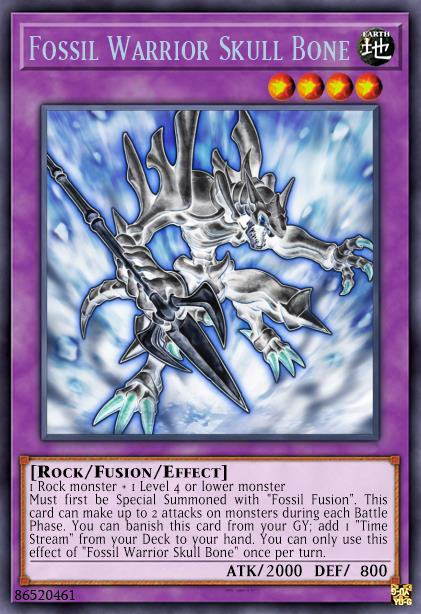 FOSSIL WARRIOR SKULL BONE
EARTH
地
[ROCK/FUSION/EFFECT]
1 Rock monster + 1 Level 4 or lower monster
Must first be Special Summoned with "Fossil Fusion". This
card can make up to 2 attacks on monsters during each Battle
Phase. You can banish this card from your GY; add 1 "Time
Stream" from your Deck to your hand. You can only use this
effect of "Fossil Warrior Skull Bone" once per turn.
ATK/2000 DEF/ 800
86520461